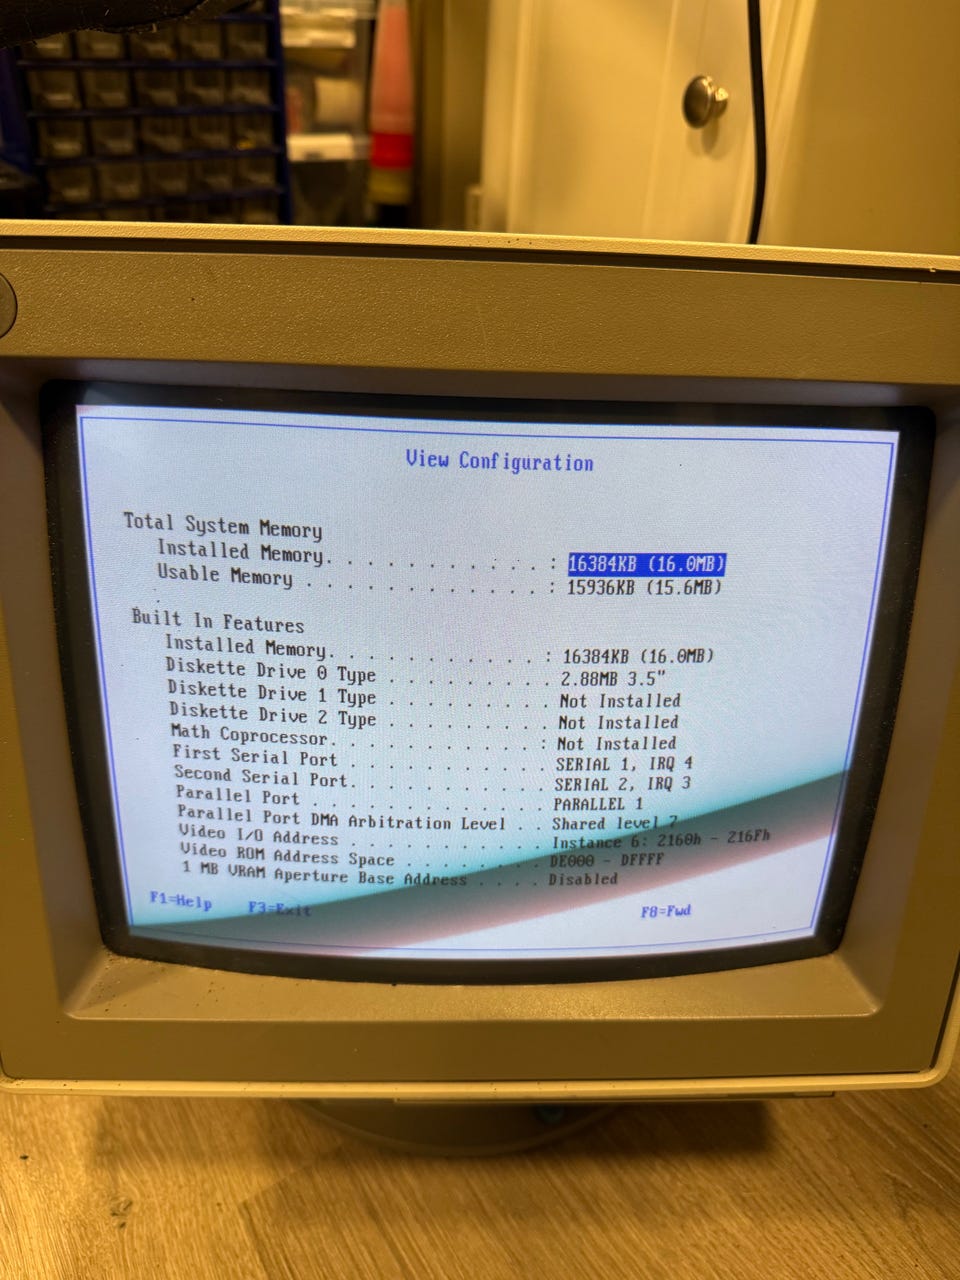 View Configuration
Total System Memory
Installed Memory. . . . . . . . . . . : 16384KB (16.0MB)
Usable Memory . . . . . . . . . . . . : 15936KB (15.6MB)
Built In Features
Installed Memory. . . . . . . . . . . : 16384KB (16.0MB)
Diskette Drive 0 Type . . . . . . . . . 2.88MB 3.5"
Diskette Drive 1 Type . . . . . . . . . Not Installed
Diskette Drive 2 Type . . . . . . . . . Not Installed
Math Coprocessor. . . . . . . . . . . : Not Installed
First Serial Port . . . . . . . . . . . SERIAL 1, IRQ 4
Second Serial Port. . . . . . . . . . . SERIAL 2, IRQ 3
Parallel Port . . . . . . . . . . . . . PARALLEL 1
Parallel Port DMA Arbitration Level . . Shared level 7
Video I/O Address . . . . . . . . . . . Instance 6: 2160h - 216Fh
Video ROM Address Space . . . . . . . . DE000 - DFFFF
1 MB VRAM Aperture Base Address . . . . Disabled
F1=Help F3=Exit F8=Fwd